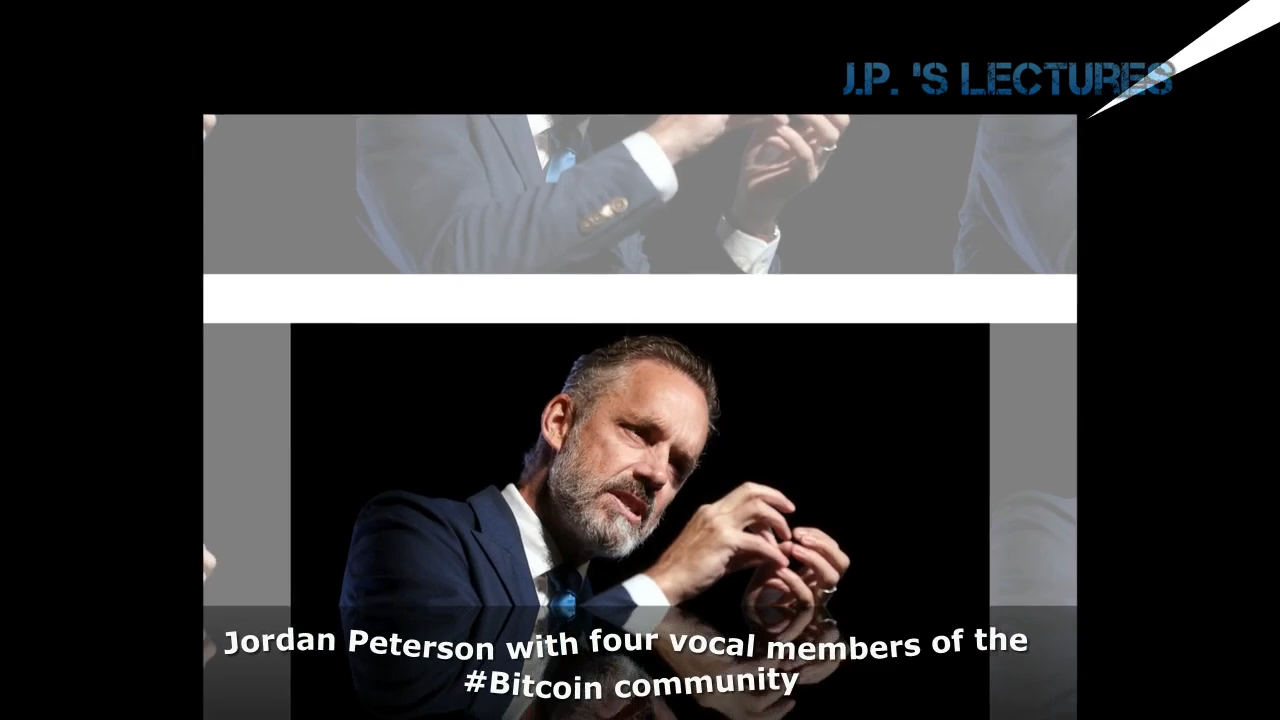 J.P. 'S LECTURES
Jordan Peterson with four vocal members of the
#Bitcoin community